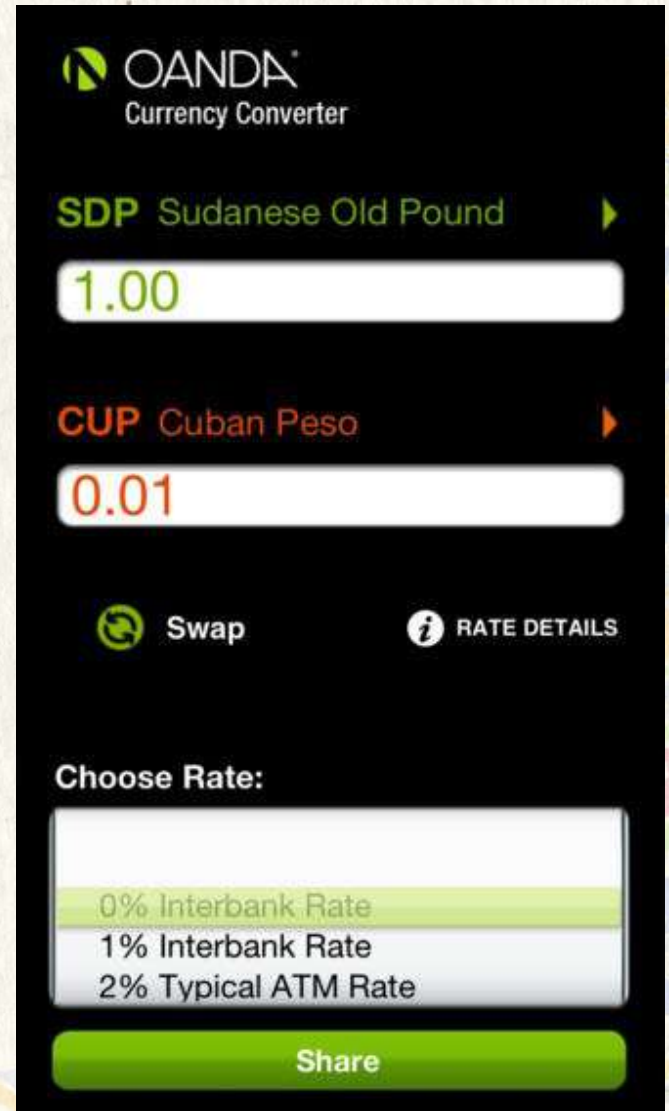 OANDA
Currency Converter
SDP Sudanese Old Pound
1.00
CUP Cuban Peso
0.01
Swap
i RATE DETAILS
Choose Rate:
0% Interbank Rate
1% Interbank Rate
2% Typical ATM Rate
Share